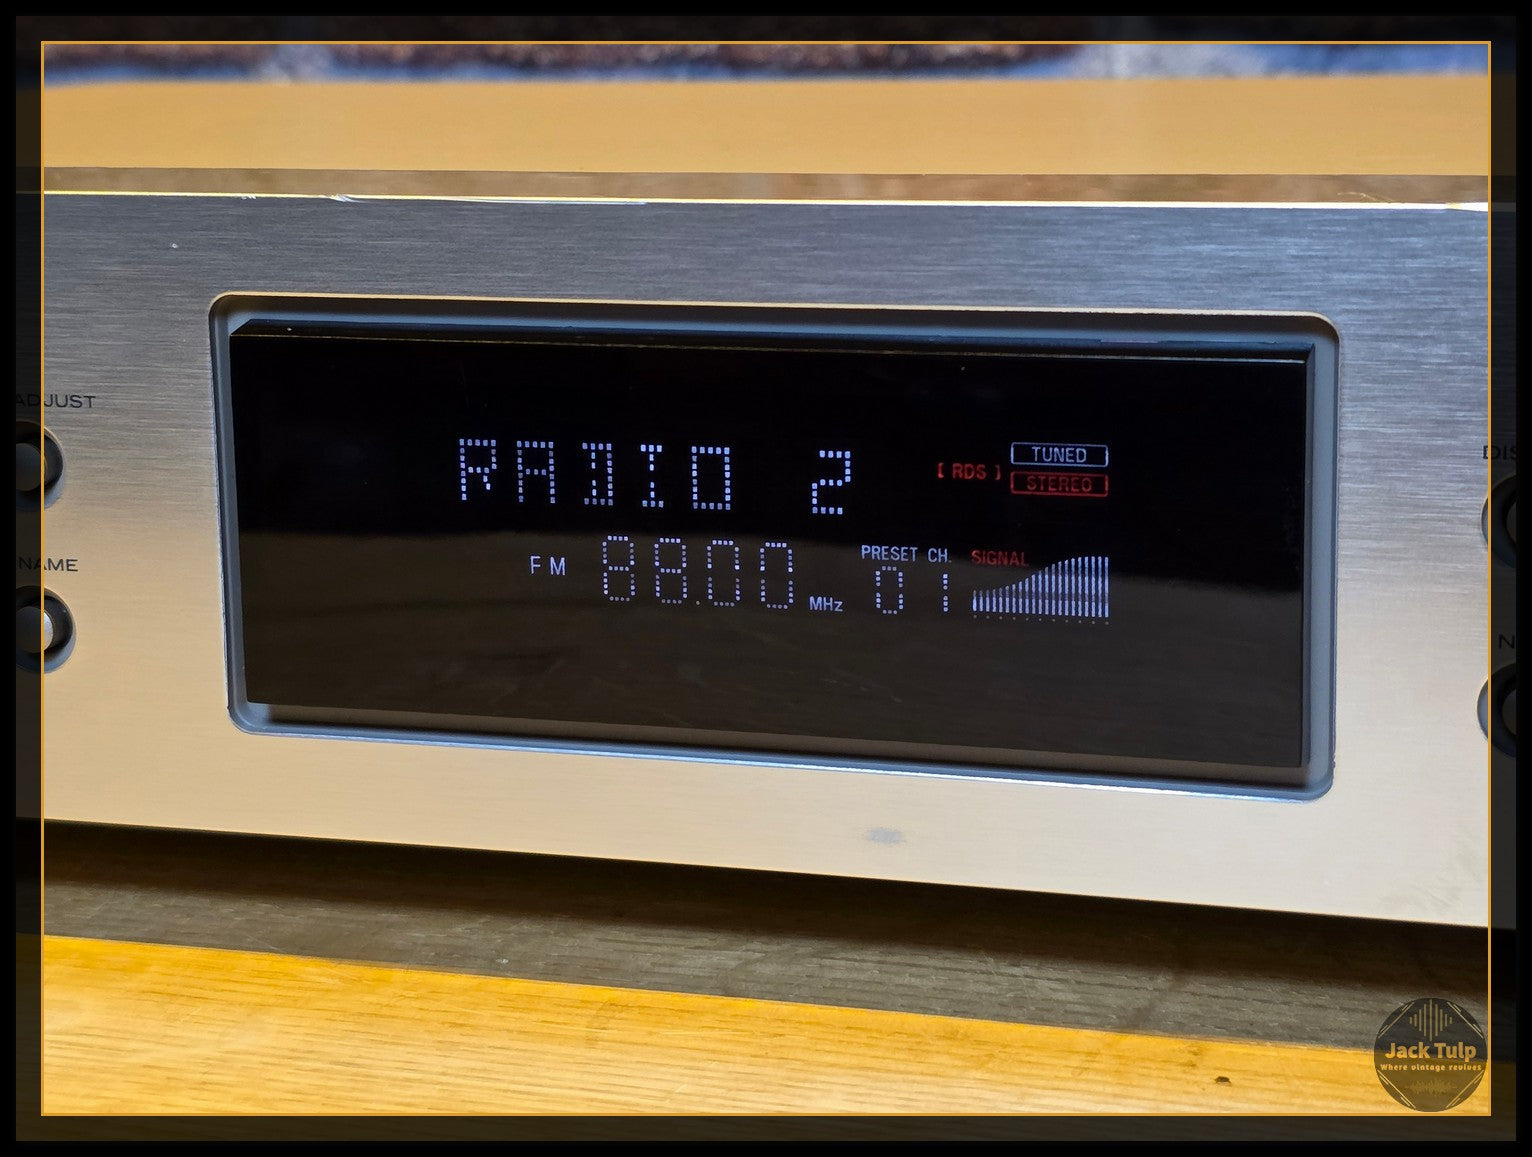 ADJUST
NAME
RADIO 2
[ RDS ]
TUNED
STEREO
FM 88.00 MHz
PRESET CH.
01
SIGNAL
Jack Tulp
Where vintage revives